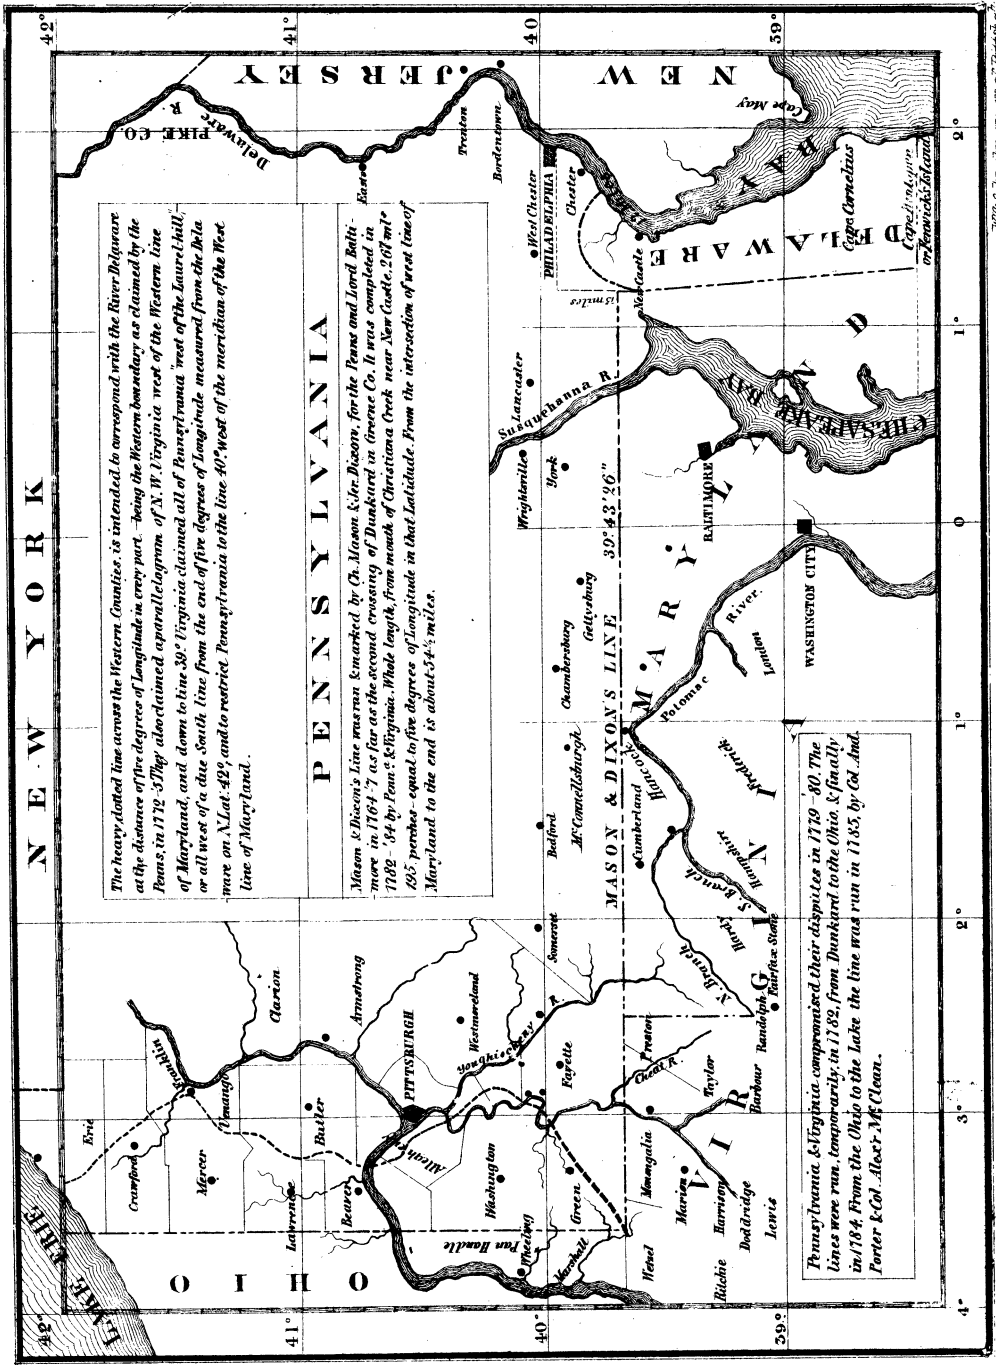 NEW YORK
42°
41°
40
39°
LAKE ERIE
OHIO
NEW JERSEY
PIKE CO.
Delaware R.
The heavy dotted line across the Western Counties, is intended to correspond with the River Delaware
at the distance of five degrees of Longitude in every part, being the Western boundary as claimed by the
Penns, in 1772-5 They also claimed a parallelogram of N.W. Virginia west of the Western line
of Maryland, and down to line 39° Virginia claimed all of Pennsylvania "west of the Laurel hill,"
or all west of a due South line from the end of five degrees of Longitude measured from the Dela
ware on N. Lat. 42°, and to restrict Pennsylvania to the line 40° west of the meridian of the West
line of Maryland.
PENNSYLVANIA
Mason & Dixon's Line was ran & marked by Ch. Mason & Jer. Dixon, for the Penns and Lord Balti-
more in 1764-'7 as far as the second crossing of Dunkard in Greene Co. It was completed in
1782-'84 by Penna. & Virginia. Whole length, from mouth of Christiana Creek near New Castle, 267 mls
195 perches - equal to five degrees of Longitude in that Latitude. From the intersection of west line of
Maryland to the end is about 54½ miles.
Erie
Crawford
Franklin
Venango
Mercer
Clarion
Butler
Armstrong
Lawrence
Beaver
Allegh
PITTSBURGH
Washington
Westmoreland
Youghiogheny R.
Somerset
Fayette
Green
Pan Handle
Wheeling
Marshall
Bedford
McConnellsburgh
Chambersburg
Gettysburg
York
Wrightsville
Lancaster
Susquehanna R.
West Chester
PHILADELPHIA
Chester
Trenton
Bordentown
Easton
15 miles
New Castle
DELAWARE
DELAWARE BAY
Cape May
Cape Cornelius
or Fenwicks Island
MASON & DIXON'S LINE 39° 43' 26"
MARYLAND
BALTIMORE
CHESAPEAKE BAY
WASHINGTON CITY
Potomac River
London
Hancock
Cumberland
Frederick
Hampshire
S. Branch
N. Branch
Hardy
Fairfax Stone
Randolph
Preston
Cheat R.
Taylor
Barbour
Monongalia
Marion
Harrison
Doddridge
Lewis
Ritchie
Wetzel
VIRGINIA
Pennsylvania & Virginia compromised their disputes in 1779-80. The
lines were run, temporarily, in 1782, from Dunkard to the Ohio, & finally
in 1784. From the Ohio to the Lake the line was run in 1785, by Col. And.
Porter & Col. Alexr. McClean.
42°
41°
40°
39°
4°
3°
2°
1°
0
1°
2°